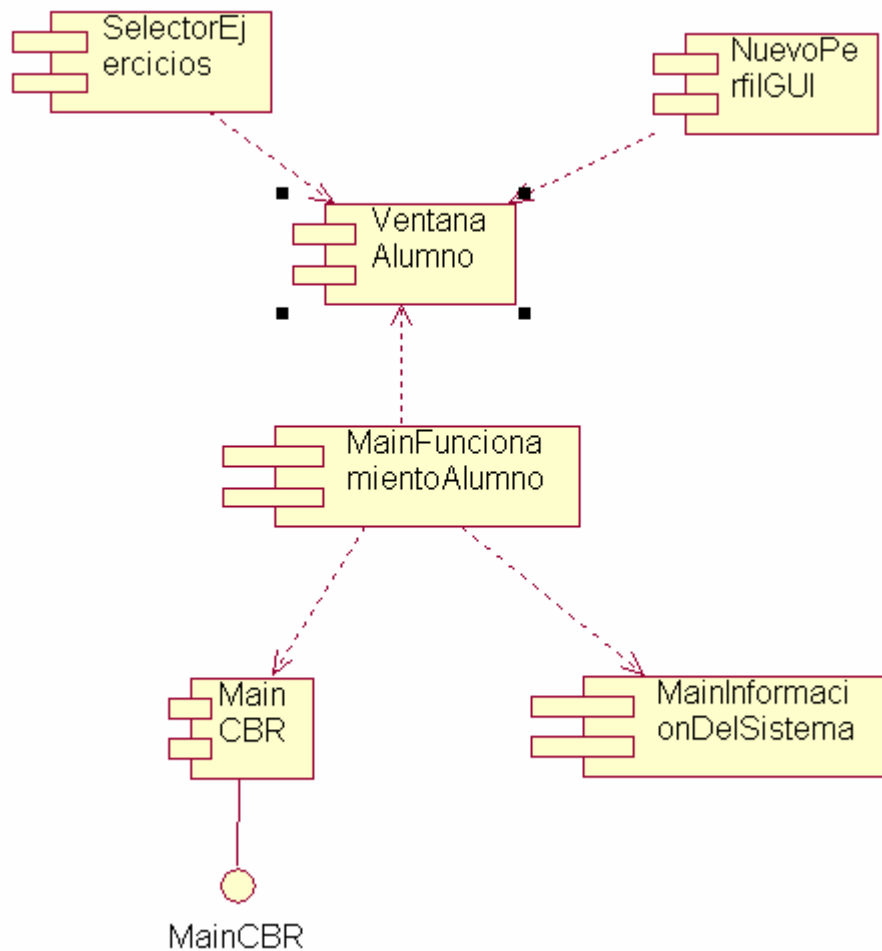 SelectorEj
ercicios
NuevoPe
rfilGUI
Ventana
Alumno
MainFunciona
mientoAlumno
Main
CBR
MainInformaci
onDelSistema
MainCBR